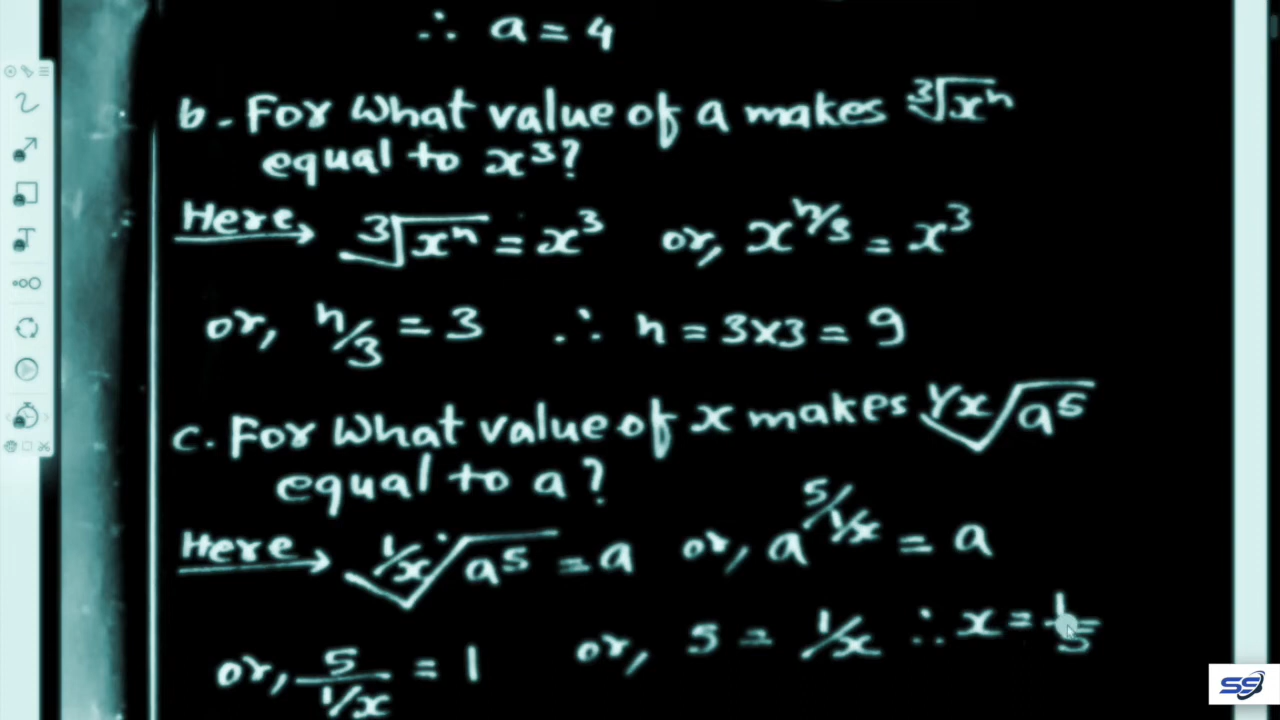 ∴ a = 4
b. For what value of a makes ³√xⁿ
equal to x³?
Here → ³√xⁿ = x³ or, x^n/3 = x³
or, n/3 = 3 ∴ n = 3x3 = 9
c. For what value of x makes ^1/x√a⁵
equal to a?
Here → ^1/x√a⁵ = a or, a^5/1/x = a
or, 5/1/x = 1 or, 5 = 1/x ∴ x = 1/5
S9